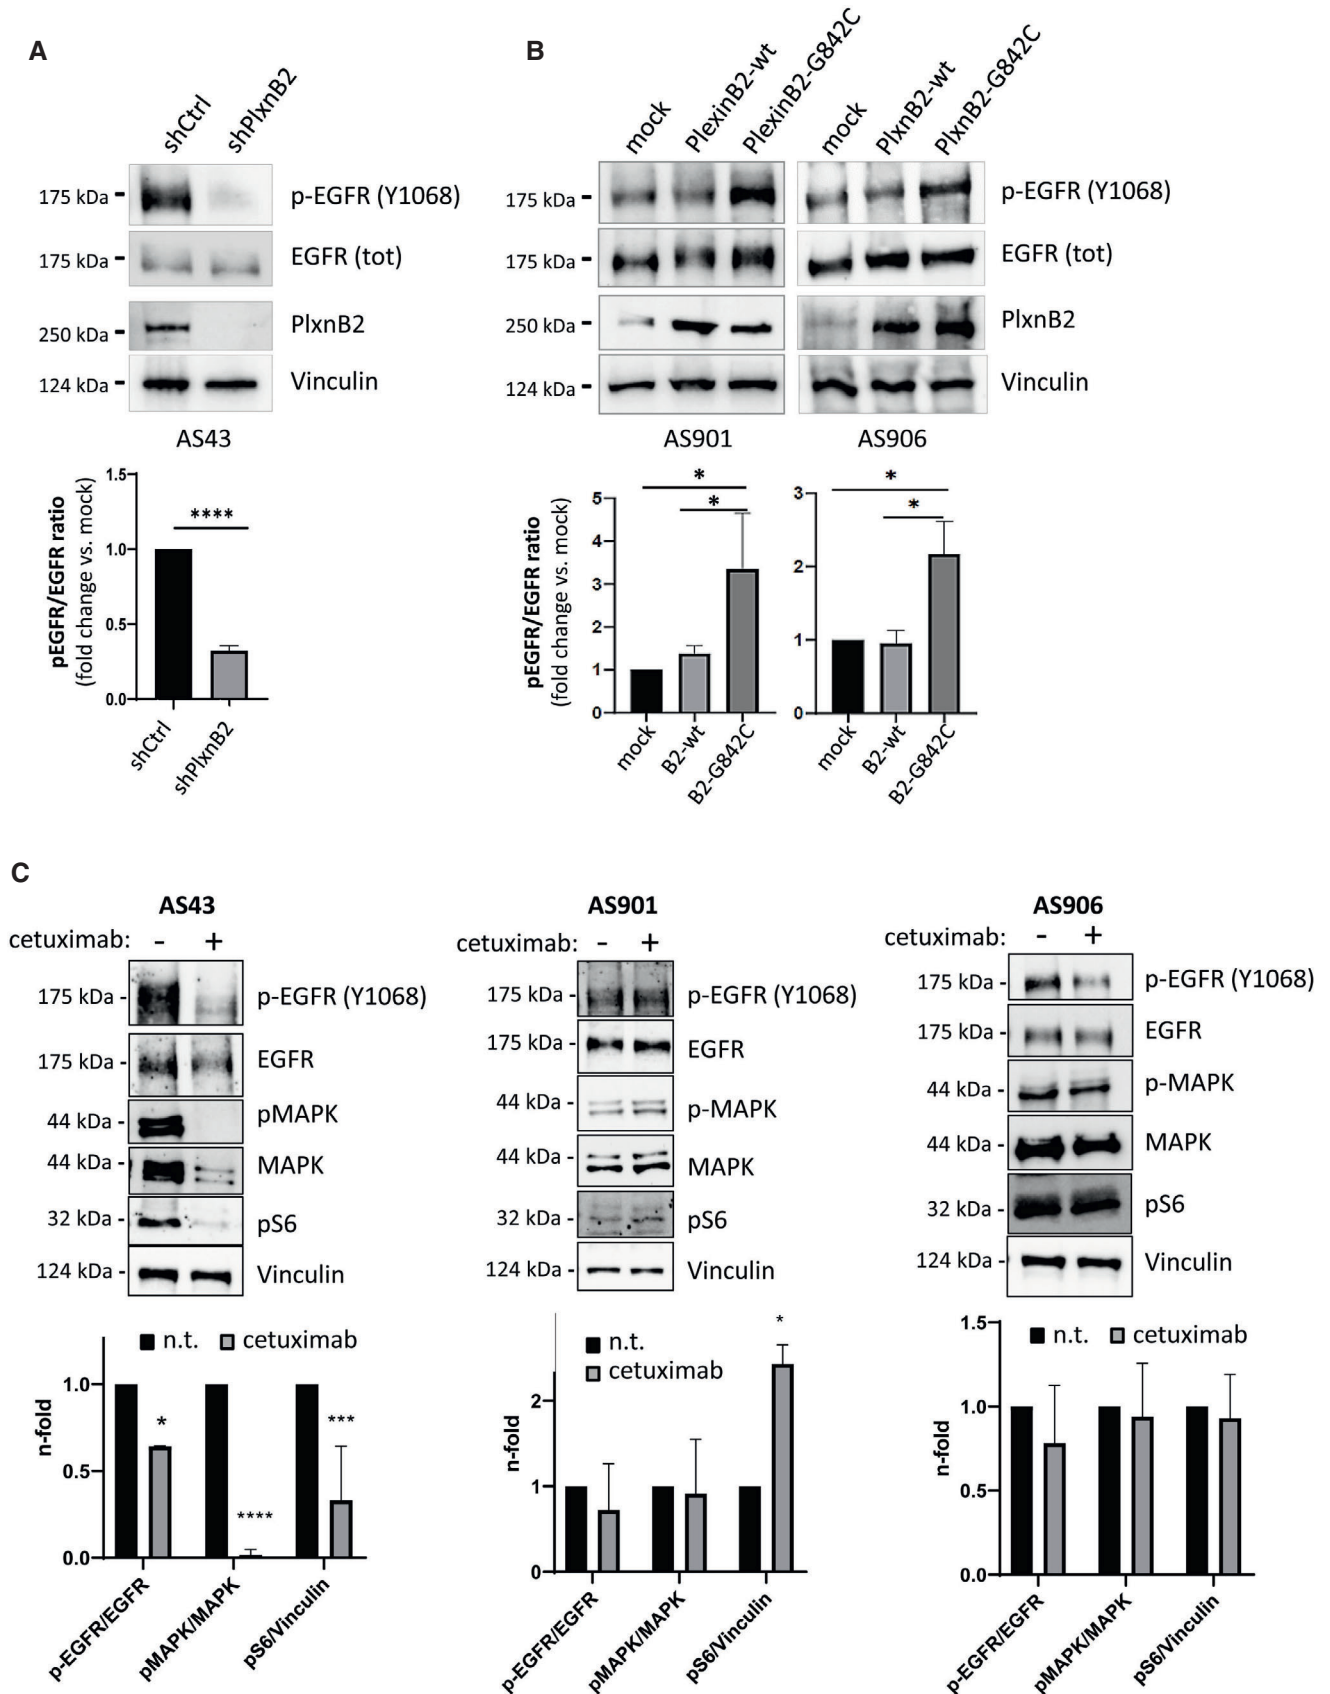 A
shCtrl
shPlxnB2
175 kDa
p-EGFR (Y1068)
175 kDa
EGFR (tot)
250 kDa
PlxnB2
124 kDa
Vinculin
AS43
pEGFR/EGFR ratio
(fold change vs. mock)
1.5
1.0
0.5
0.0
****
shCtrl
shPlxnB2
B
mock
PlexinB2-wt
PlexinB2-G842C
mock
PlxnB2-wt
PlxnB2-G842C
175 kDa
p-EGFR (Y1068)
175 kDa
EGFR (tot)
250 kDa
PlxnB2
124 kDa
Vinculin
AS901
AS906
pEGFR/EGFR ratio
(fold change vs. mock)
5
4
3
2
1
0
*
*
mock
B2-wt
B2-G842C
3
2
1
0
*
*
mock
B2-wt
B2-G842C
C
AS43
cetuximab: - +
175 kDa - p-EGFR (Y1068)
175 kDa - EGFR
44 kDa - pMAPK
44 kDa - MAPK
32 kDa - pS6
124 kDa - Vinculin
n.t. cetuximab
n-fold
1.0
0.5
0.0
*
****
***
p-EGFR/EGFR
pMAPK/MAPK
pS6/Vinculin
AS901
cetuximab: - +
175 kDa - p-EGFR (Y1068)
175 kDa - EGFR
44 kDa - p-MAPK
44 kDa - MAPK
32 kDa - pS6
124 kDa - Vinculin
n.t.
cetuximab
n-fold
2
1
0
*
p-EGFR/EGFR
pMAPK/MAPK
pS6/Vinculin
AS906
cetuximab: - +
175 kDa - p-EGFR (Y1068)
175 kDa - EGFR
44 kDa - p-MAPK
44 kDa - MAPK
32 kDa - pS6
124 kDa - Vinculin
n.t. cetuximab
n-fold
1.5
1.0
0.5
0.0
p-EGFR/EGFR
pMAPK/MAPK
pS6/Vinculin